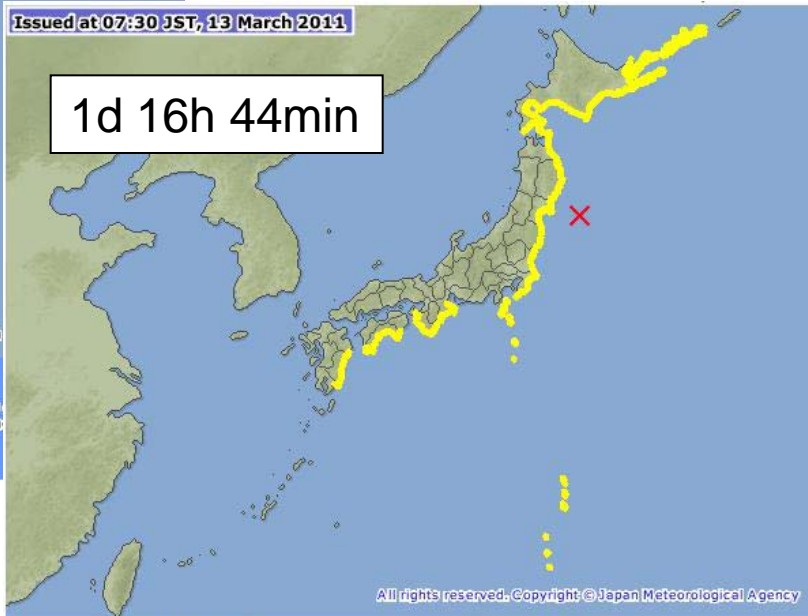 Issued at 07:30 JST, 13 March 2011
1d 16h 44min
All rights reserved. Copyright © Japan Meteorological Agency